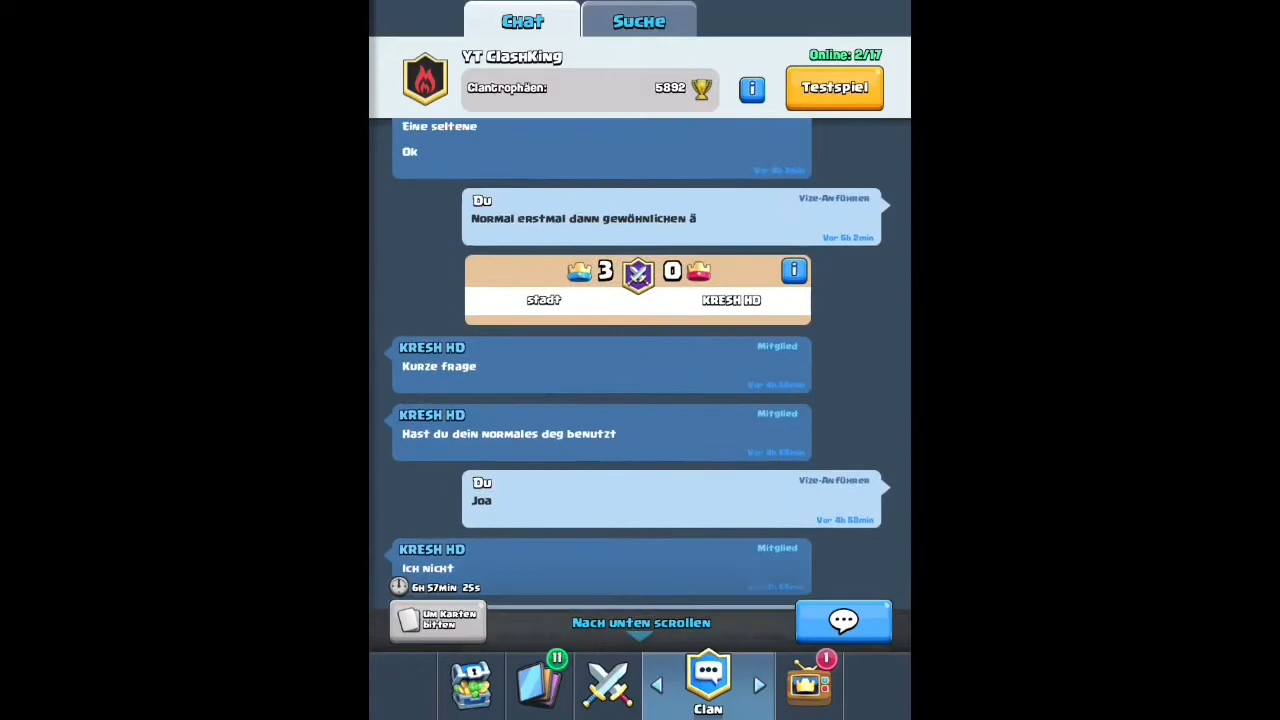 Chat
Suche
YT ClashKing
Online: 2/17
Clantrophäen:
5892
Testspiel
Eine seltene
Ok
Du
Vize-Anführer
Normal erstmal dann gewöhnlichen ä
Vor 5h 2min
3
0
stadt
KRESH HD
KRESH HD
Mitglied
Kurze frage
KRESH HD
Mitglied
Hast du dein normales deg benutzt
Du
Vize-Anführer
Joa
Vor 4h 58min
KRESH HD
Mitglied
Ich nicht
6h 57min 25s
Um Karten
bitten
Nach unten scrollen
11
1
Clan